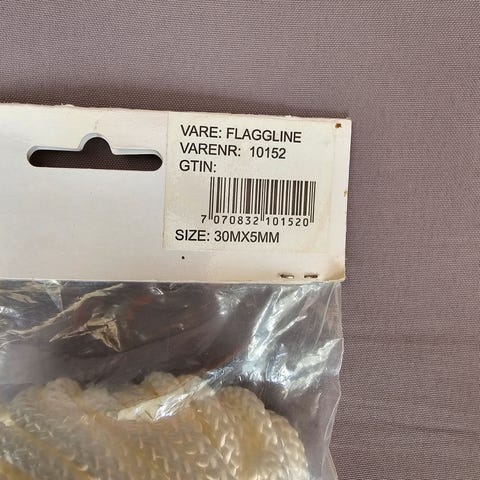 VARE: FLAGGLINE
VARENR: 10152
GTIN:
7 070832 101520
SIZE: 30MX5MM